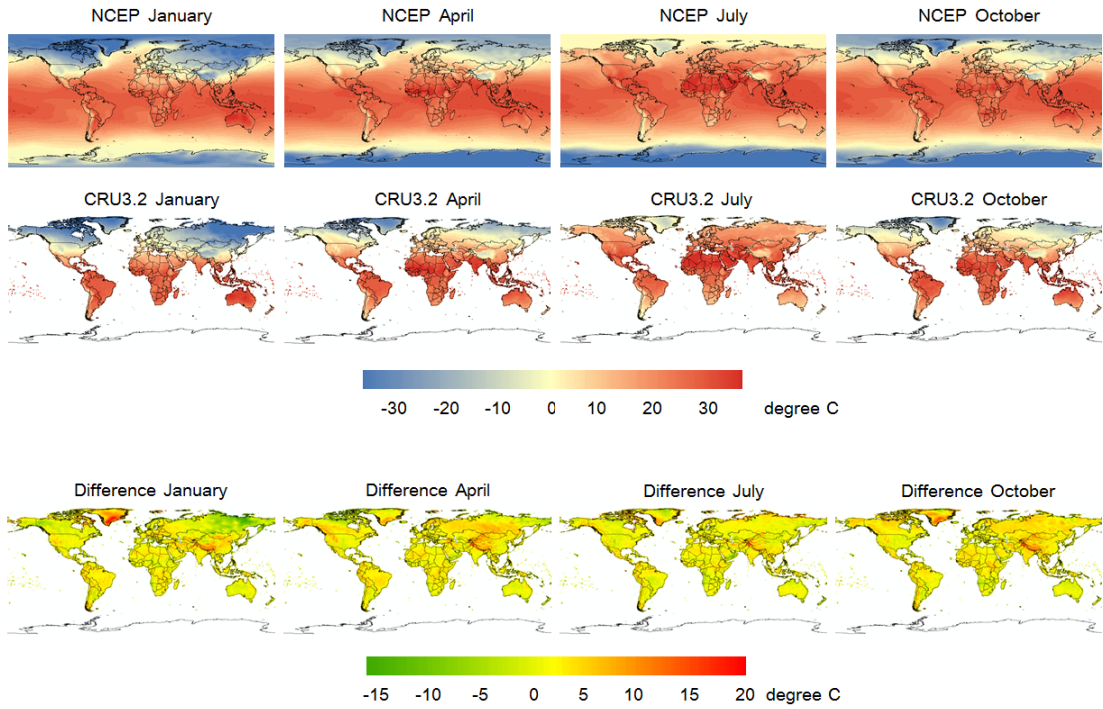 NCEP January NCEP April NCEP July NCEP October
CRU3.2 January CRU3.2 April CRU3.2 July CRU3.2 October
-30 -20 -10 0 10 20 30 degree C
Difference January Difference April Difference July Difference October
-15 -10 -5 0 5 10 15 20 degree C